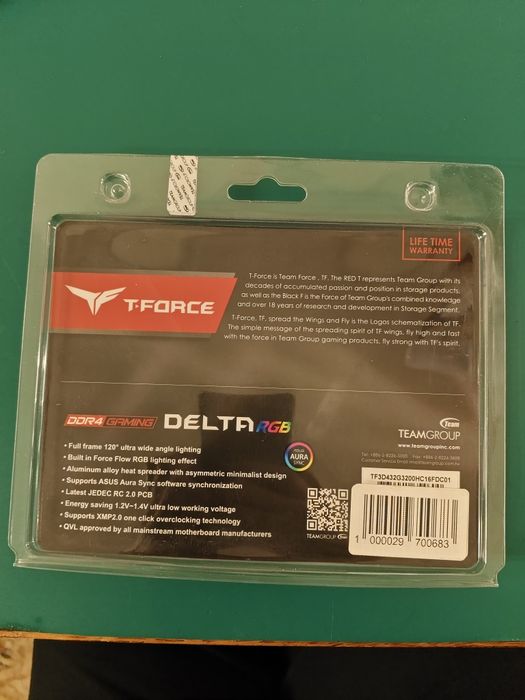 LIFE TIME
WARRANTY
T-Force is Team Force , TF. The RED T represents Team Group with its
decades of accumulated passion and position in storage products,
as well as the Black F is the Force of Team Group's combined knowledge
and over 18 years of research and development in Storage Segment.
T-FORCE
T-Force, TF, spread the Wings and Fly is the Logos schematization of TF.
The simple message of the spreading spirit of TF wings, fly high and fast
with the force in Team Group gaming products, fly strong with TF's spirit.
DDR4 GAMING DELTA RGB
• Full frame 120° ultra wide angle lighting
• Built in Force Flow RGB lighting effect
• Aluminum alloy heat spreader with asymmetric minimalist design
• Supports ASUS Aura Sync software synchronization
• Latest JEDEC RC 2.0 PCB
• Energy saving 1.2V~1.4V ultra low working voltage
• Supports XMP2.0 one click overclocking technology
• QVL approved by all mainstream motherboard manufacturers
AURA
SYNC
Team
TEAMGROUP
www.teamgroupinc.com
TF3D432G3200HC16FDC01
1 000029 700683
TEAMGROUP Team